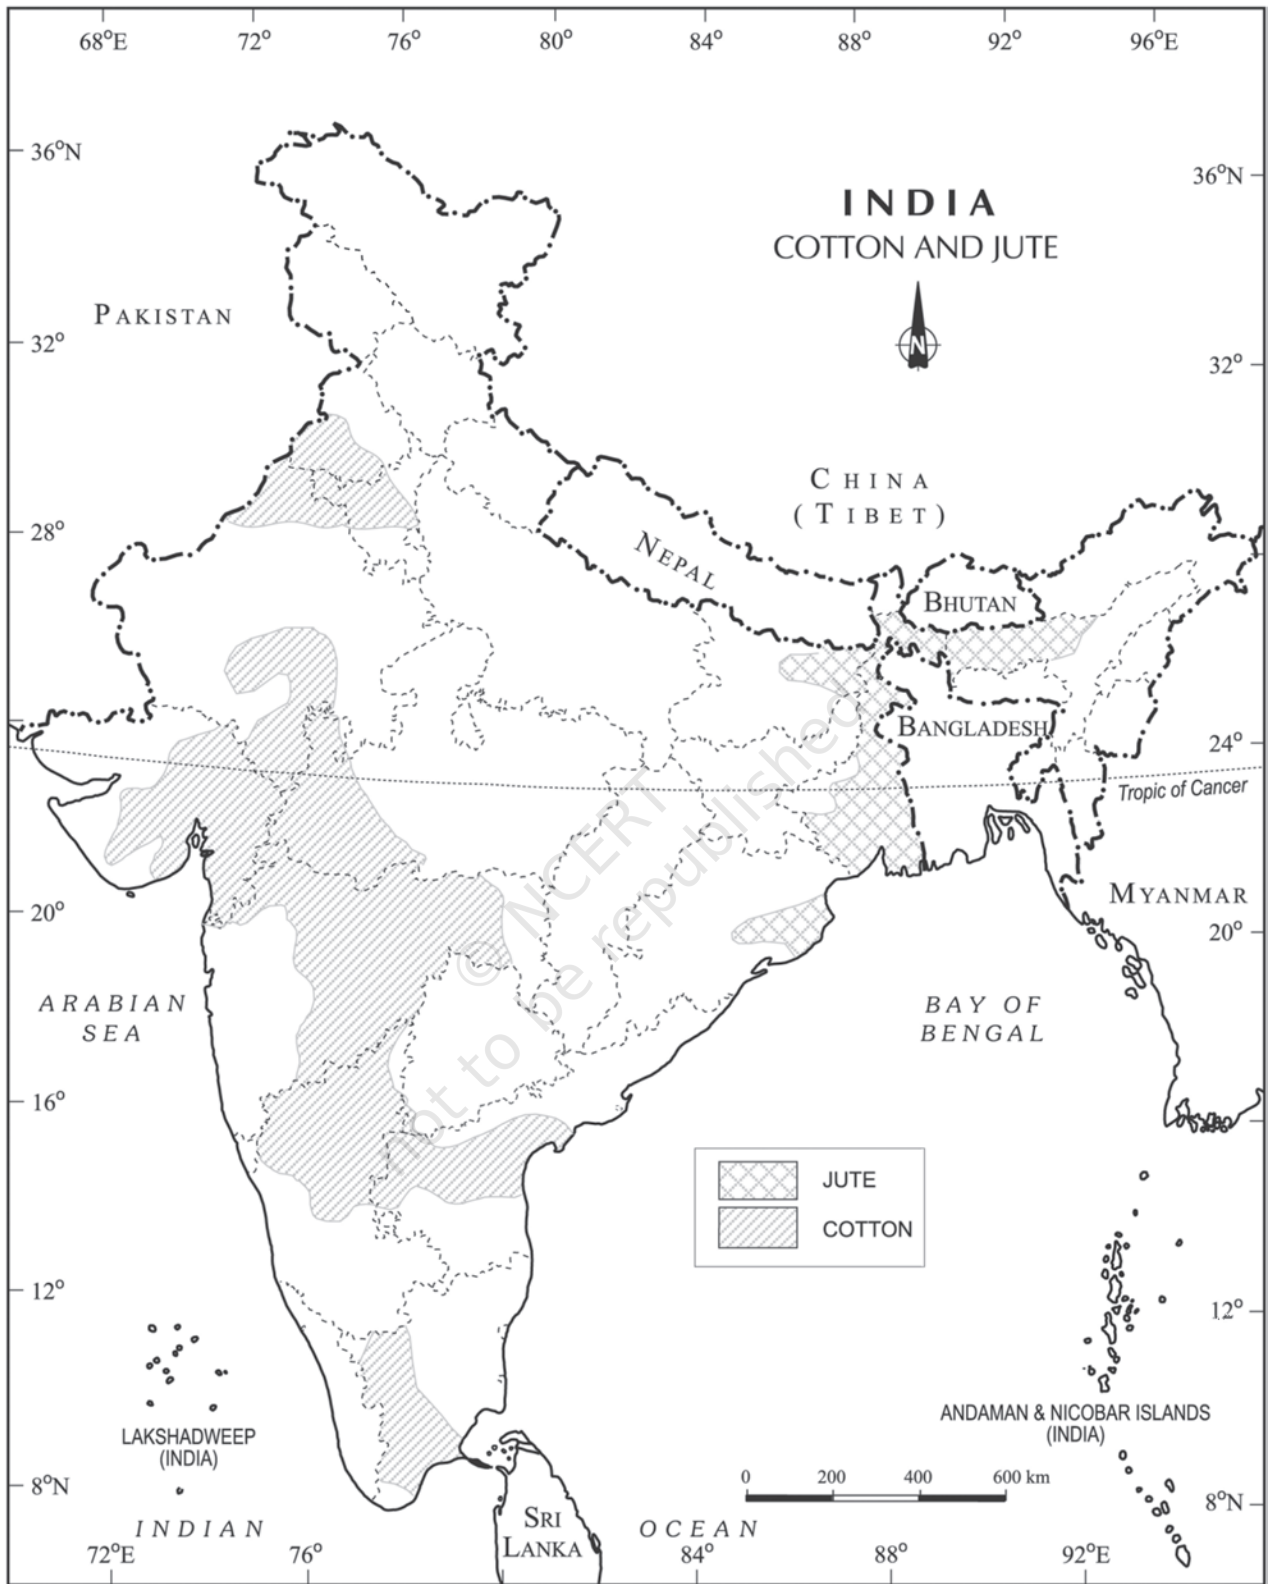 68°E 72° 76° 80° 84° 88° 92° 96°E
36°N
36°N
INDIA
COTTON AND JUTE
N
PAKISTAN
32°
32°
CHINA
(TIBET)
28°
NEPAL
BHUTAN
BANGLADESH
24°
Tropic of Cancer
© NCERT
not to be republished
MYANMAR
20°
20°
ARABIAN
SEA
BAY OF
BENGAL
16°
JUTE
COTTON
12°
12°
LAKSHADWEEP
(INDIA)
ANDAMAN & NICOBAR ISLANDS
(INDIA)
0 200 400 600 km
8°N
8°N
INDIAN
OCEAN
SRI
LANKA
72°E 76° 84° 88° 92°E